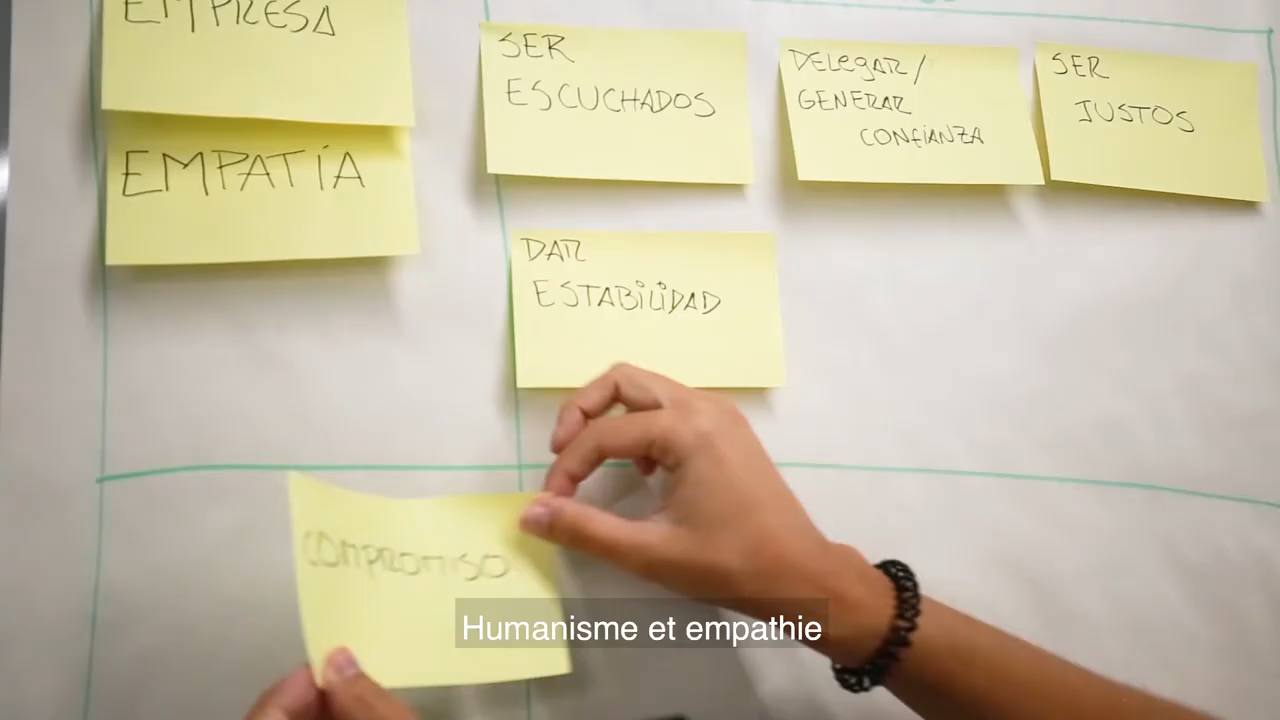 EMPRESA
EMPATÍA
SER
ESCUCHADOS
DELEGAR/
GENERAR
CONFIANZA
SER
JUSTOS
DAR
ESTABILIDAD
COMPROMISO
Humanisme et empathie